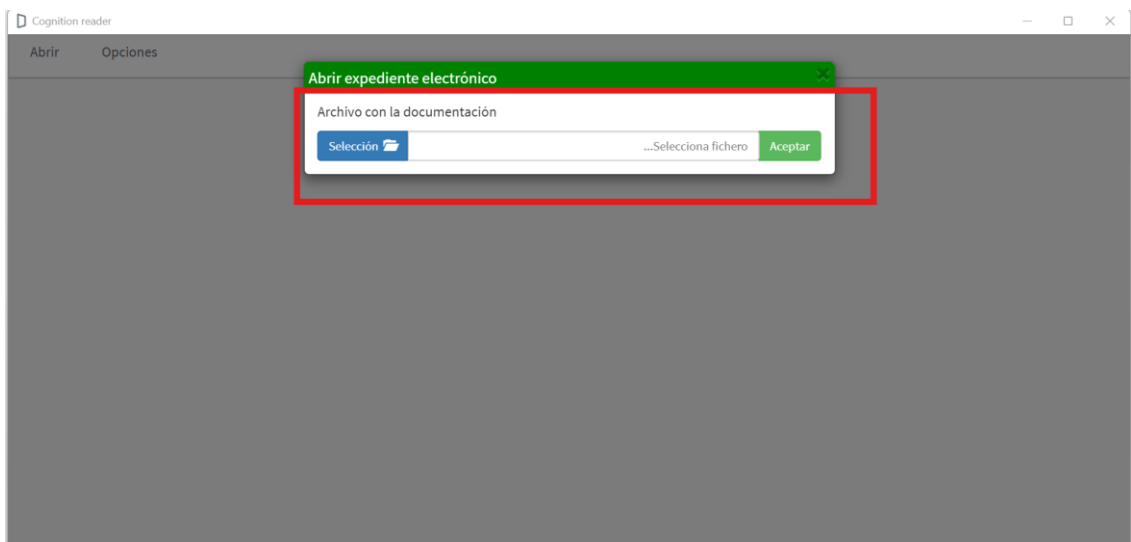 Cognition reader
Abrir Opciones
Abrir expediente electrónico
Archivo con la documentación
Selección ...Selecciona fichero Aceptar